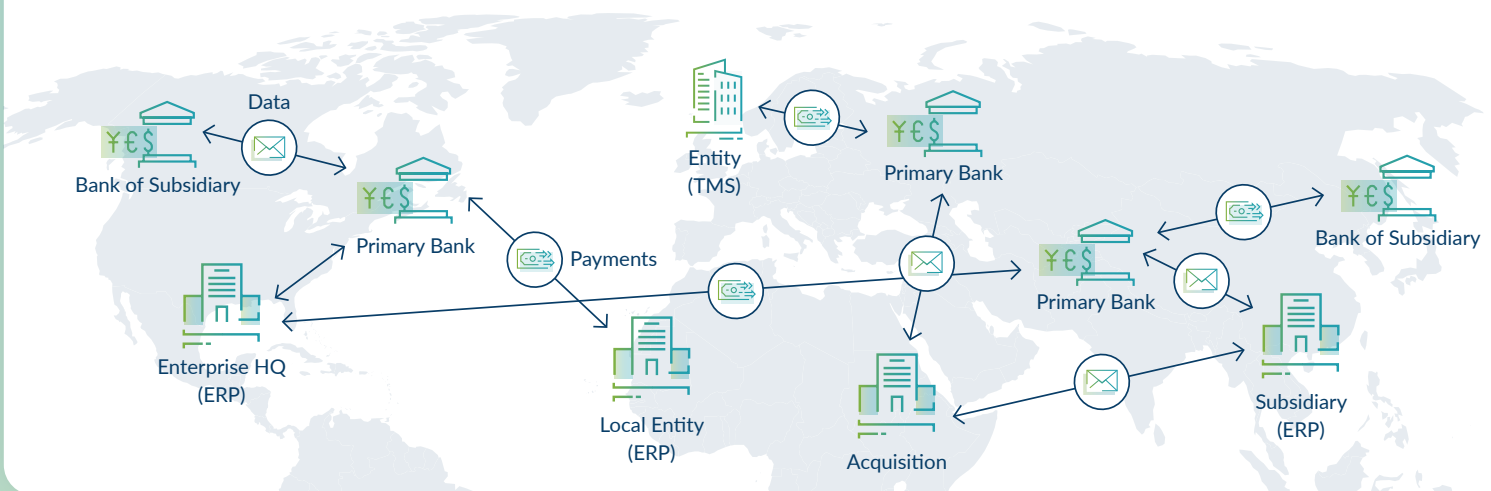 Data
¥€$
Bank of Subsidiary
¥€$
Primary Bank
Enterprise HQ
(ERP)
Payments
Local Entity
(ERP)
Entity
(TMS)
¥€$
Primary Bank
¥€$
Primary Bank
¥€$
Bank of Subsidiary
Acquisition
Subsidiary
(ERP)